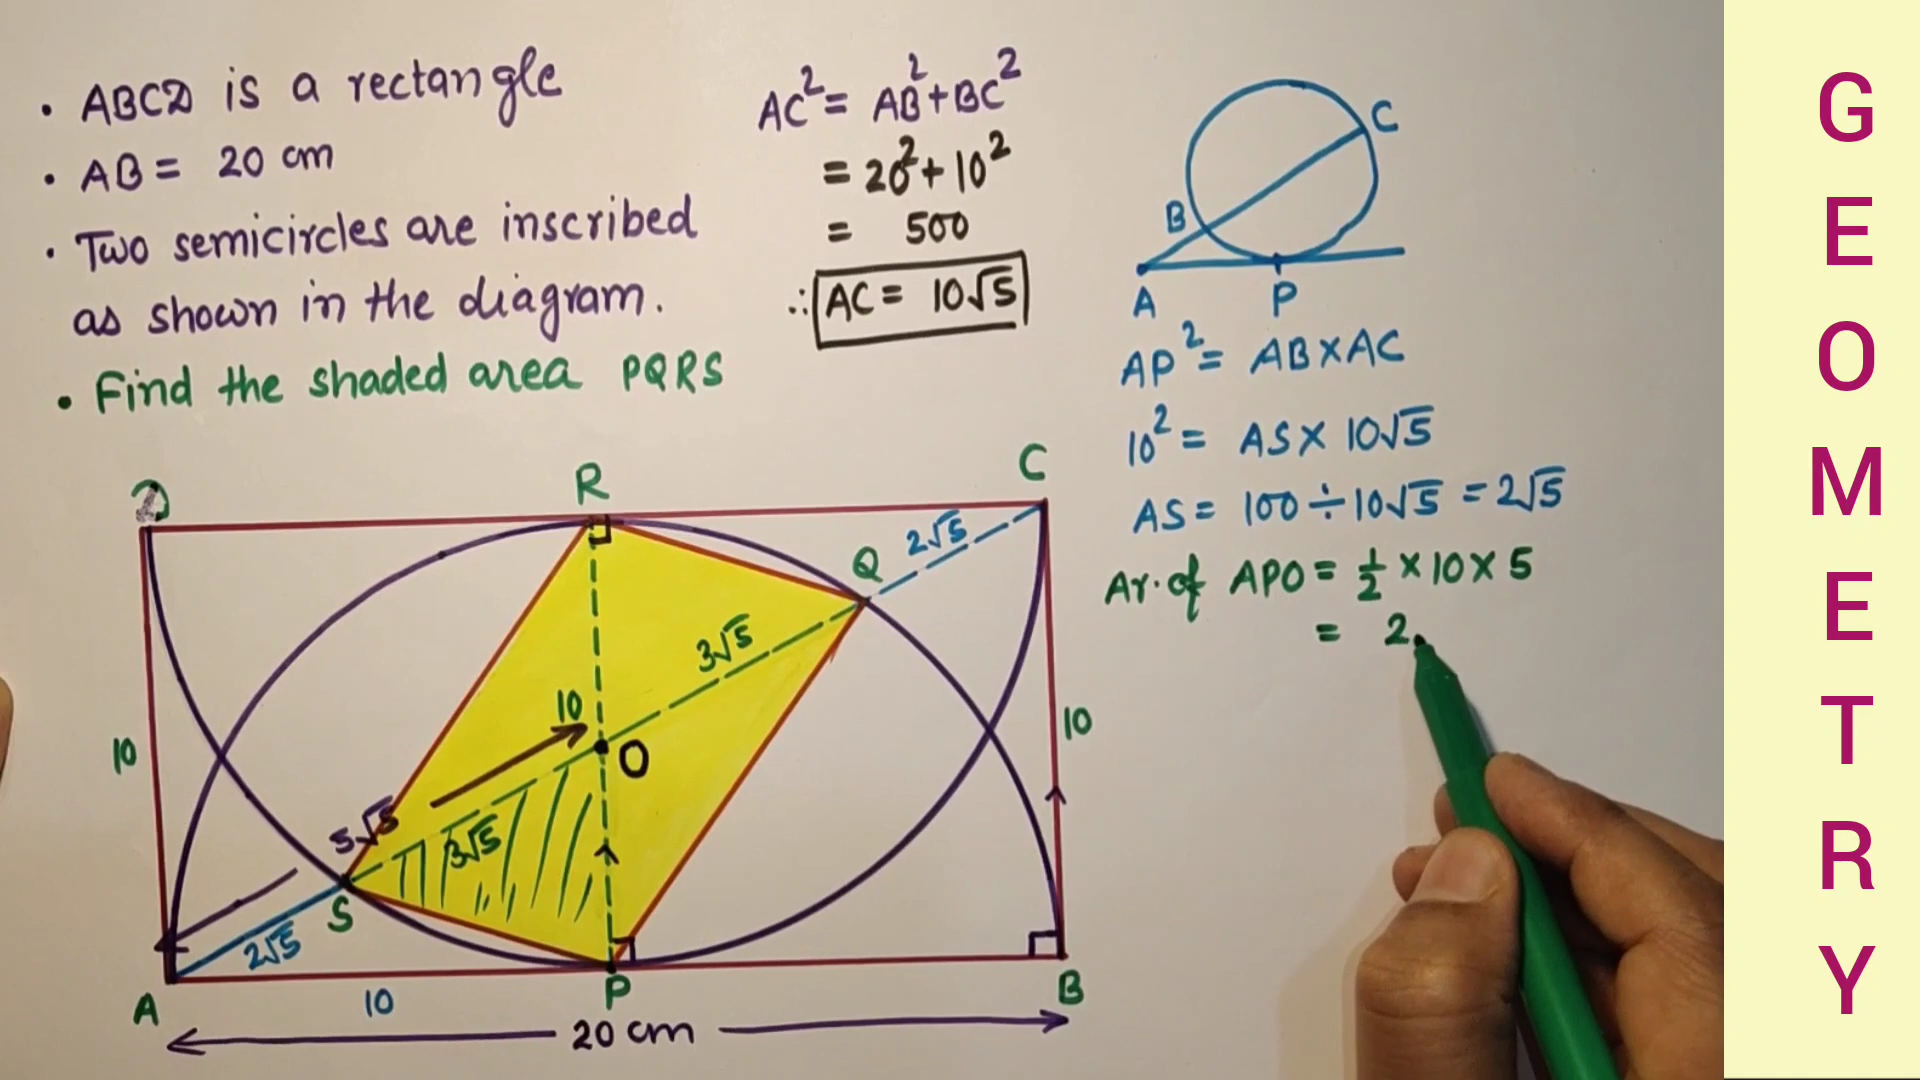 • ABCD is a rectangle
• AB = 20 cm
• Two semicircles are inscribed
as shown in the diagram.
• Find the shaded area PQRS
AC² = AB² + BC²
= 20² + 10²
= 500
∴ AC = 10√5
C
B
A
P
AP² = AB × AC
10² = AS × 10√5
AS = 100 ÷ 10√5 = 2√5
Ar. of APO = 1/2 × 10 × 5
= 2
D
R
C
2√5
Q
3√5
10
O
10
10
5√5
3√5
S
2√5
A
10
P
B
20 cm
G
E
O
M
E
T
R
Y